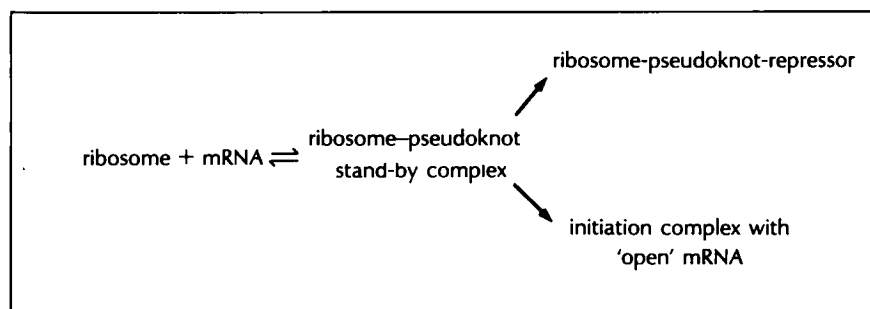 ribosome-pseudoknot-repressor
ribosome + mRNA ⇌ ribosome–pseudoknot
stand-by complex
initiation complex with
'open' mRNA